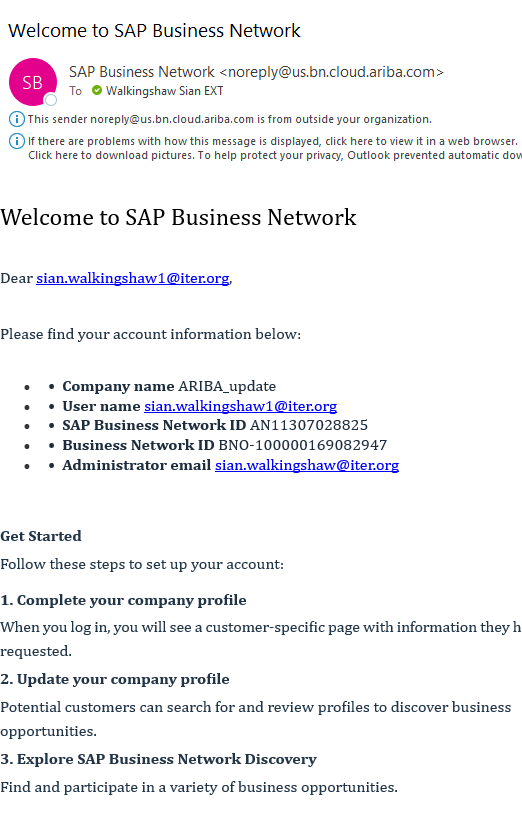 Welcome to SAP Business Network
SB
SAP Business Network <noreply@us.bn.cloud.ariba.com>
To Walkingshaw Sian EXT
This sender noreply@us.bn.cloud.ariba.com is from outside your organization.
If there are problems with how this message is displayed, click here to view it in a web browser.
Click here to download pictures. To help protect your privacy, Outlook prevented automatic dow
Welcome to SAP Business Network
Dear sian.walkingshaw1@iter.org,
Please find your account information below:
• • Company name ARIBA_update
• • User name sian.walkingshaw1@iter.org
• • SAP Business Network ID AN11307028825
• • Business Network ID BNO-100000169082947
• • Administrator email sian.walkingshaw@iter.org
Get Started
Follow these steps to set up your account:
1. Complete your company profile
When you log in, you will see a customer-specific page with information they h
requested.
2. Update your company profile
Potential customers can search for and review profiles to discover business
opportunities.
3. Explore SAP Business Network Discovery
Find and participate in a variety of business opportunities.